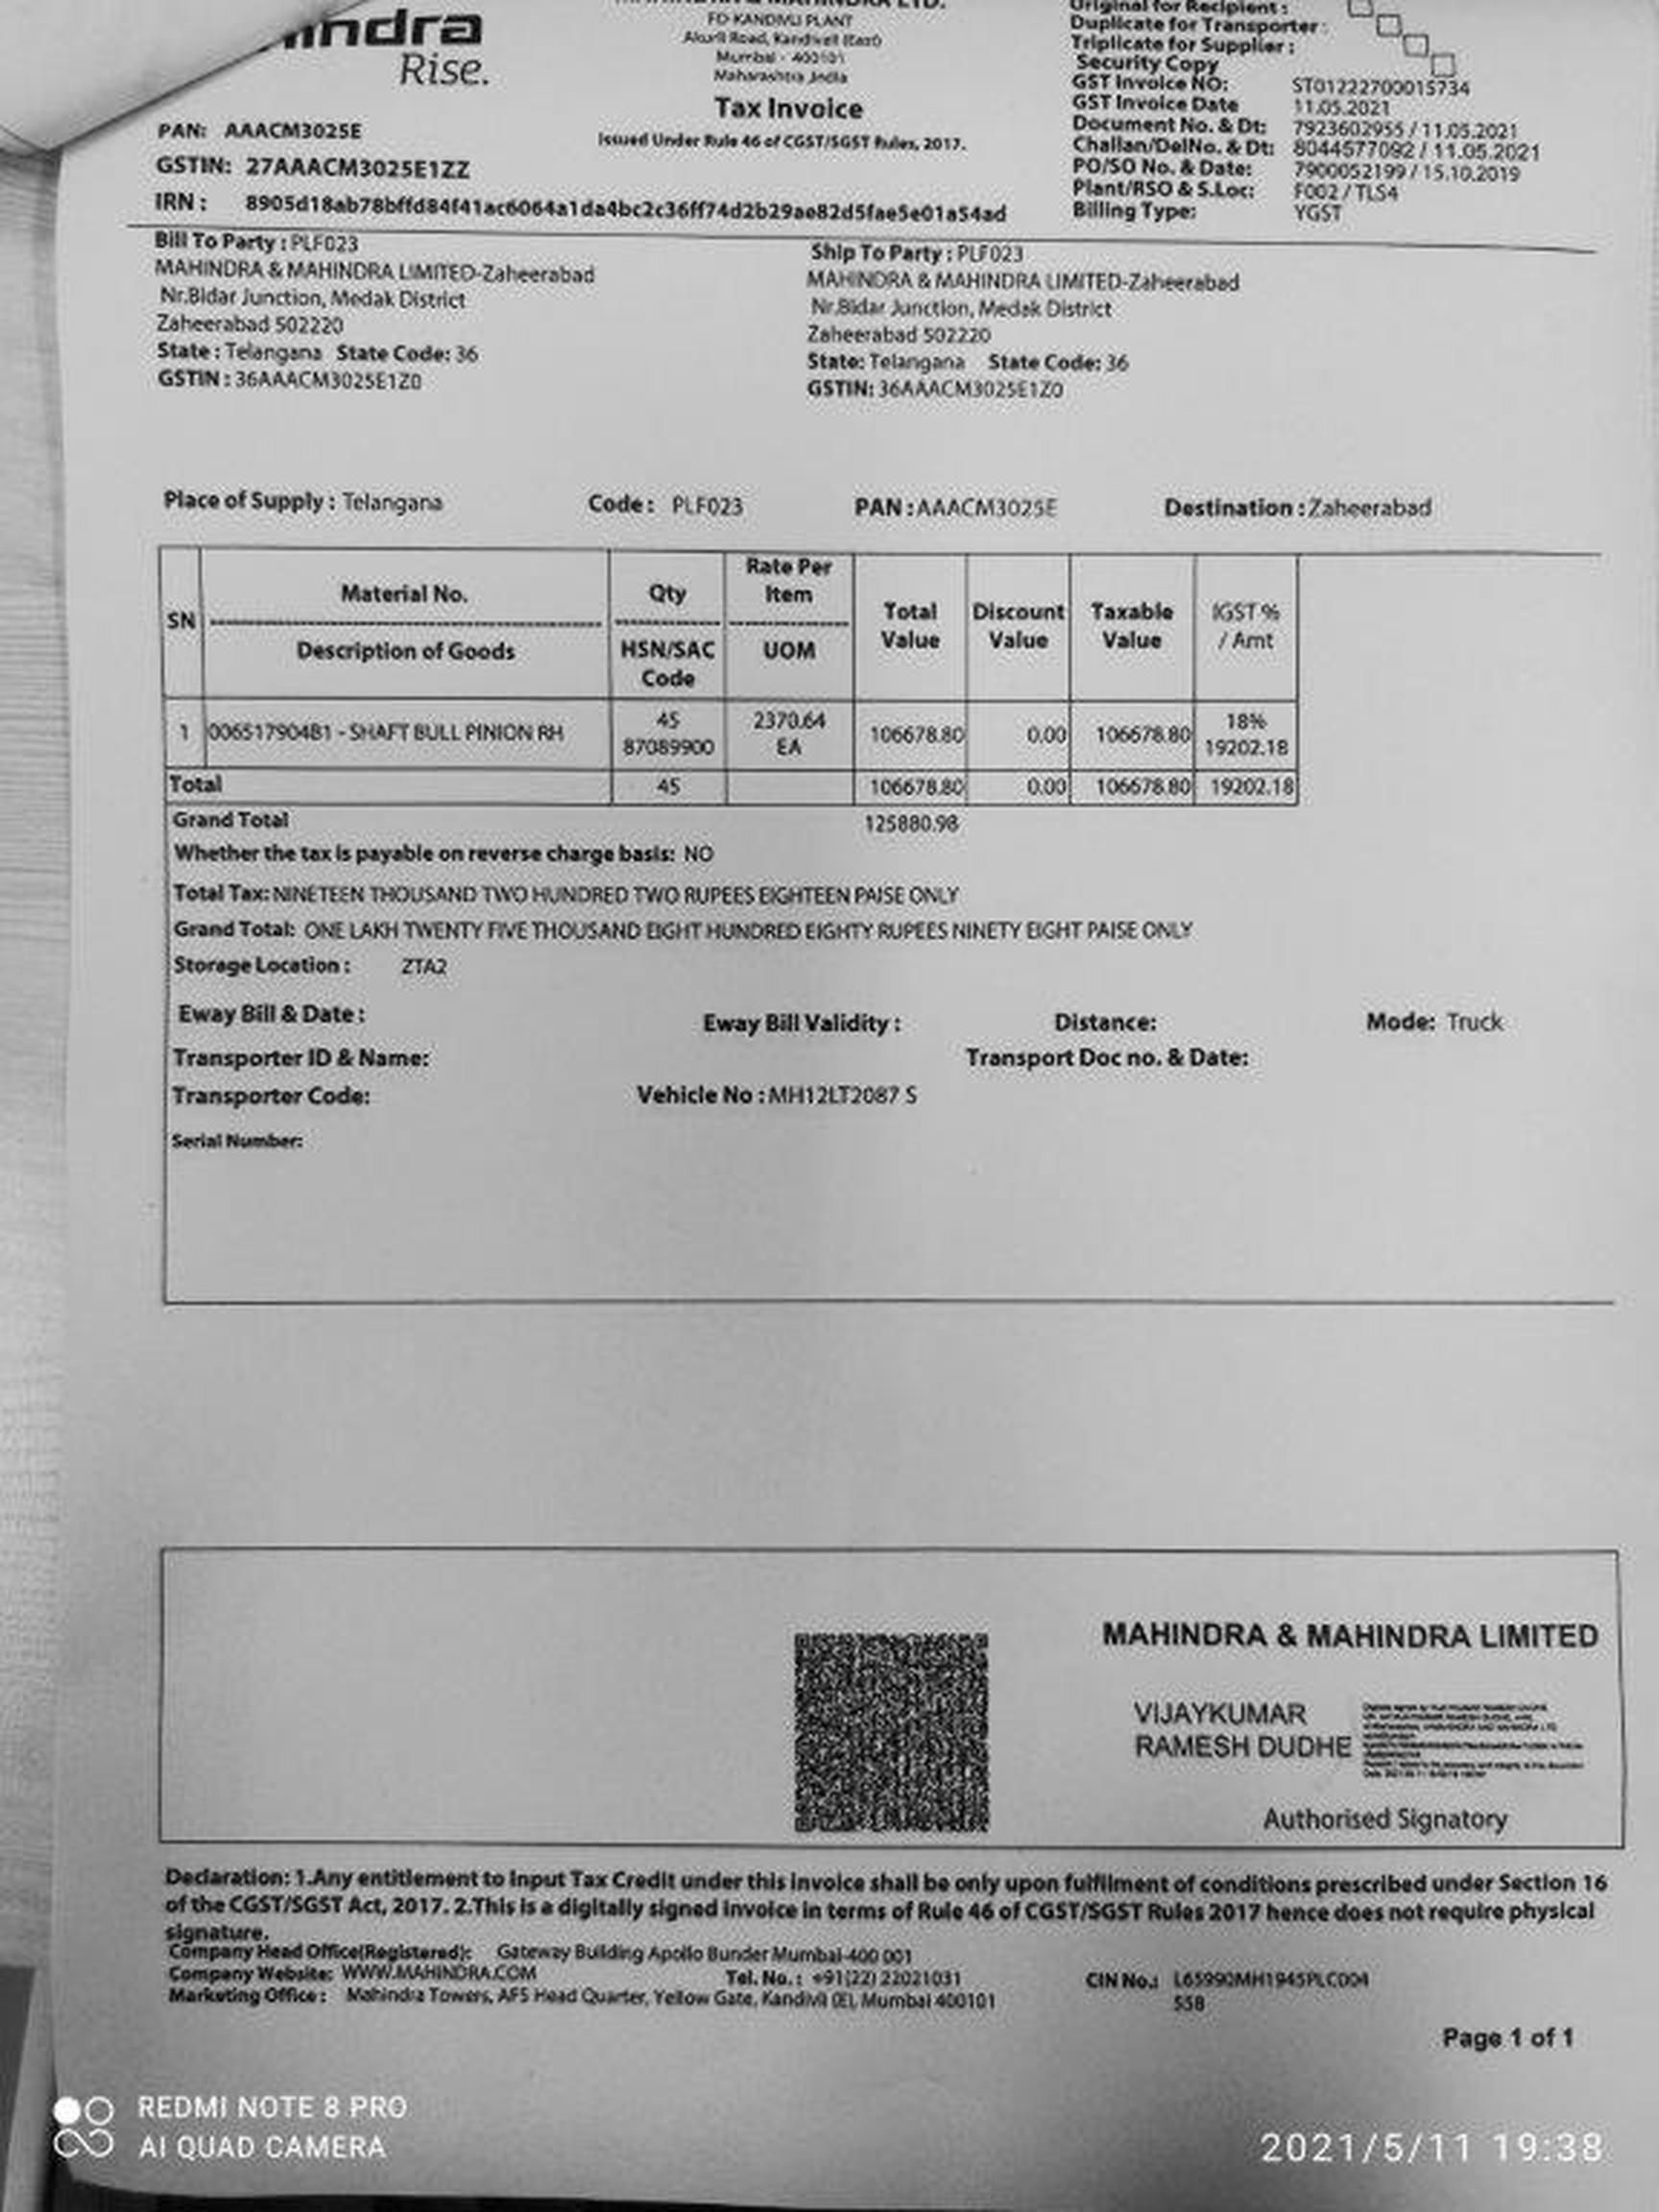 indra
Rise.
FD KANDIVLI PLANT
Akurli Road, Kandivali (East)
Mumbai - 400101
Maharashtra ,India
Tax Invoice
Issued Under Rule 46 of CGST/SGST Rules, 2017.
Original for Recipient :
Duplicate for Transporter :
Triplicate for Supplier :
Security Copy
GST Invoice NO: ST01222700015734
GST Invoice Date 11.05.2021
Document No. & Dt: 7923602955 / 11.05.2021
Challan/DelNo. & Dt: 8044577092 / 11.05.2021
PO/SO No. & Date: 7900052199 / 15.10.2019
Plant/RSO & S.Loc: F002 / TLS4
Billing Type: YGST
PAN: AAACM3025E
GSTIN: 27AAACM3025E1ZZ
IRN : 8905d18ab78bffd84f41ac6064a1da4bc2c36ff74d2b29ae82d5fae5e01a54ad
Bill To Party : PLF023
MAHINDRA & MAHINDRA LIMITED-Zaheerabad
Nr.Bidar Junction, Medak District
Zaheerabad 502220
State : Telangana State Code: 36
GSTIN : 36AAACM3025E1Z0
Ship To Party : PLF023
MAHINDRA & MAHINDRA LIMITED-Zaheerabad
Nr.Bidar Junction, Medak District
Zaheerabad 502220
State: Telangana State Code: 36
GSTIN: 36AAACM3025E1Z0
Place of Supply : Telangana Code : PLF023 PAN : AAACM3025E Destination : Zaheerabad
SN
Material No.
Description of Goods
Qty
HSN/SAC
Code
Rate Per
Item
UOM
Total
Value
Discount
Value
Taxable
Value
IGST %
/ Amt
1 006517904B1 - SHAFT BULL PINION RH 45 2370.64 106678.80 0.00 106678.80 18%
87089900 EA 19202.18
Total 45 106678.80 0.00 106678.80 19202.18
Grand Total 125880.98
Whether the tax is payable on reverse charge basis: NO
Total Tax: NINETEEN THOUSAND TWO HUNDRED TWO RUPEES EIGHTEEN PAISE ONLY
Grand Total: ONE LAKH TWENTY FIVE THOUSAND EIGHT HUNDRED EIGHTY RUPEES NINETY EIGHT PAISE ONLY
Storage Location : ZTA2
Eway Bill & Date : Eway Bill Validity : Distance: Mode: Truck
Transporter ID & Name: Transport Doc no. & Date:
Transporter Code: Vehicle No : MH12LT2087 S
Serial Number:
MAHINDRA & MAHINDRA LIMITED
VIJAYKUMAR
RAMESH DUDHE
Authorised Signatory
Declaration: 1.Any entitlement to Input Tax Credit under this invoice shall be only upon fulfilment of conditions prescribed under Section 16
of the CGST/SGST Act, 2017. 2.This is a digitally signed invoice in terms of Rule 46 of CGST/SGST Rules 2017 hence does not require physical
signature.
Company Head Office(Registered): Gateway Building Apollo Bunder Mumbai-400 001
Company Website: WWW.MAHINDRA.COM Tel. No. : +91(22) 22021031 CIN No.: L65990MH1945PLC004
558
Marketing Office : Mahindra Towers, AFS Head Quarter, Yellow Gate, Kandivli (E), Mumbai 400101
Page 1 of 1
REDMI NOTE 8 PRO
AI QUAD CAMERA
2021/5/11 19:38